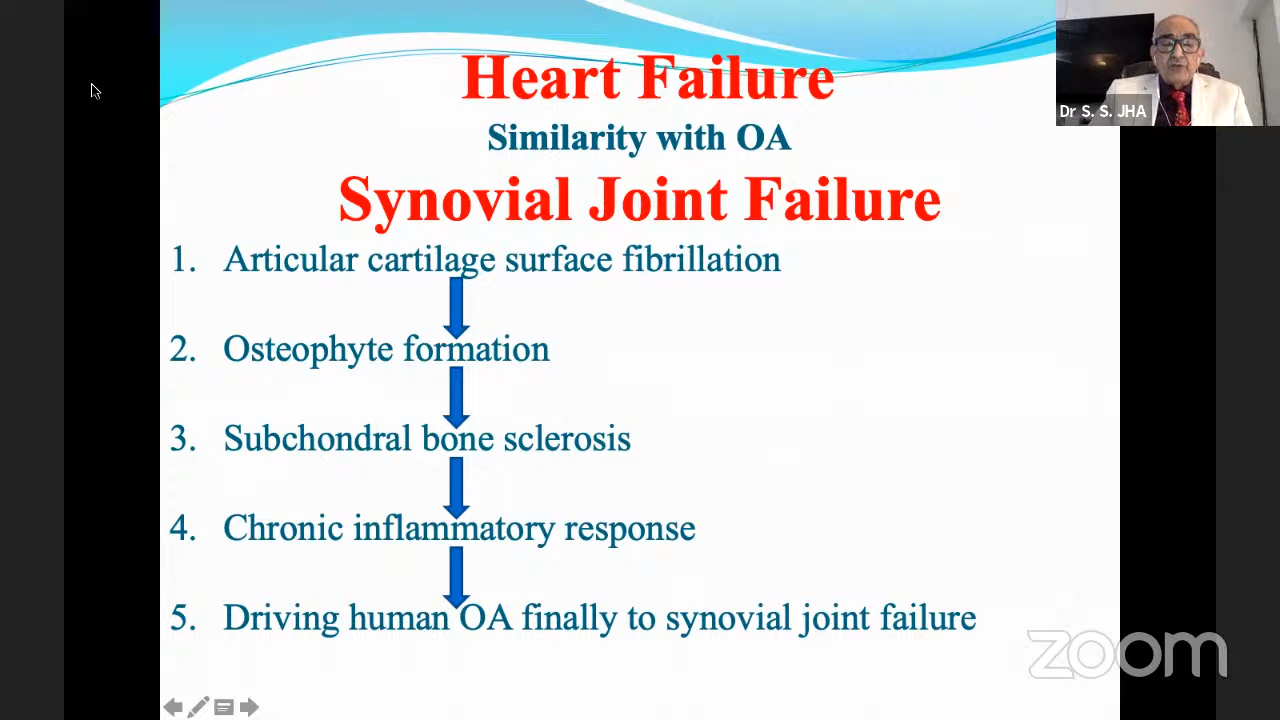 Heart Failure
Similarity with OA
Synovial Joint Failure
1. Articular cartilage surface fibrillation
2. Osteophyte formation
3. Subchondral bone sclerosis
4. Chronic inflammatory response
5. Driving human OA finally to synovial joint failure
Dr S. S. JHA
zoom